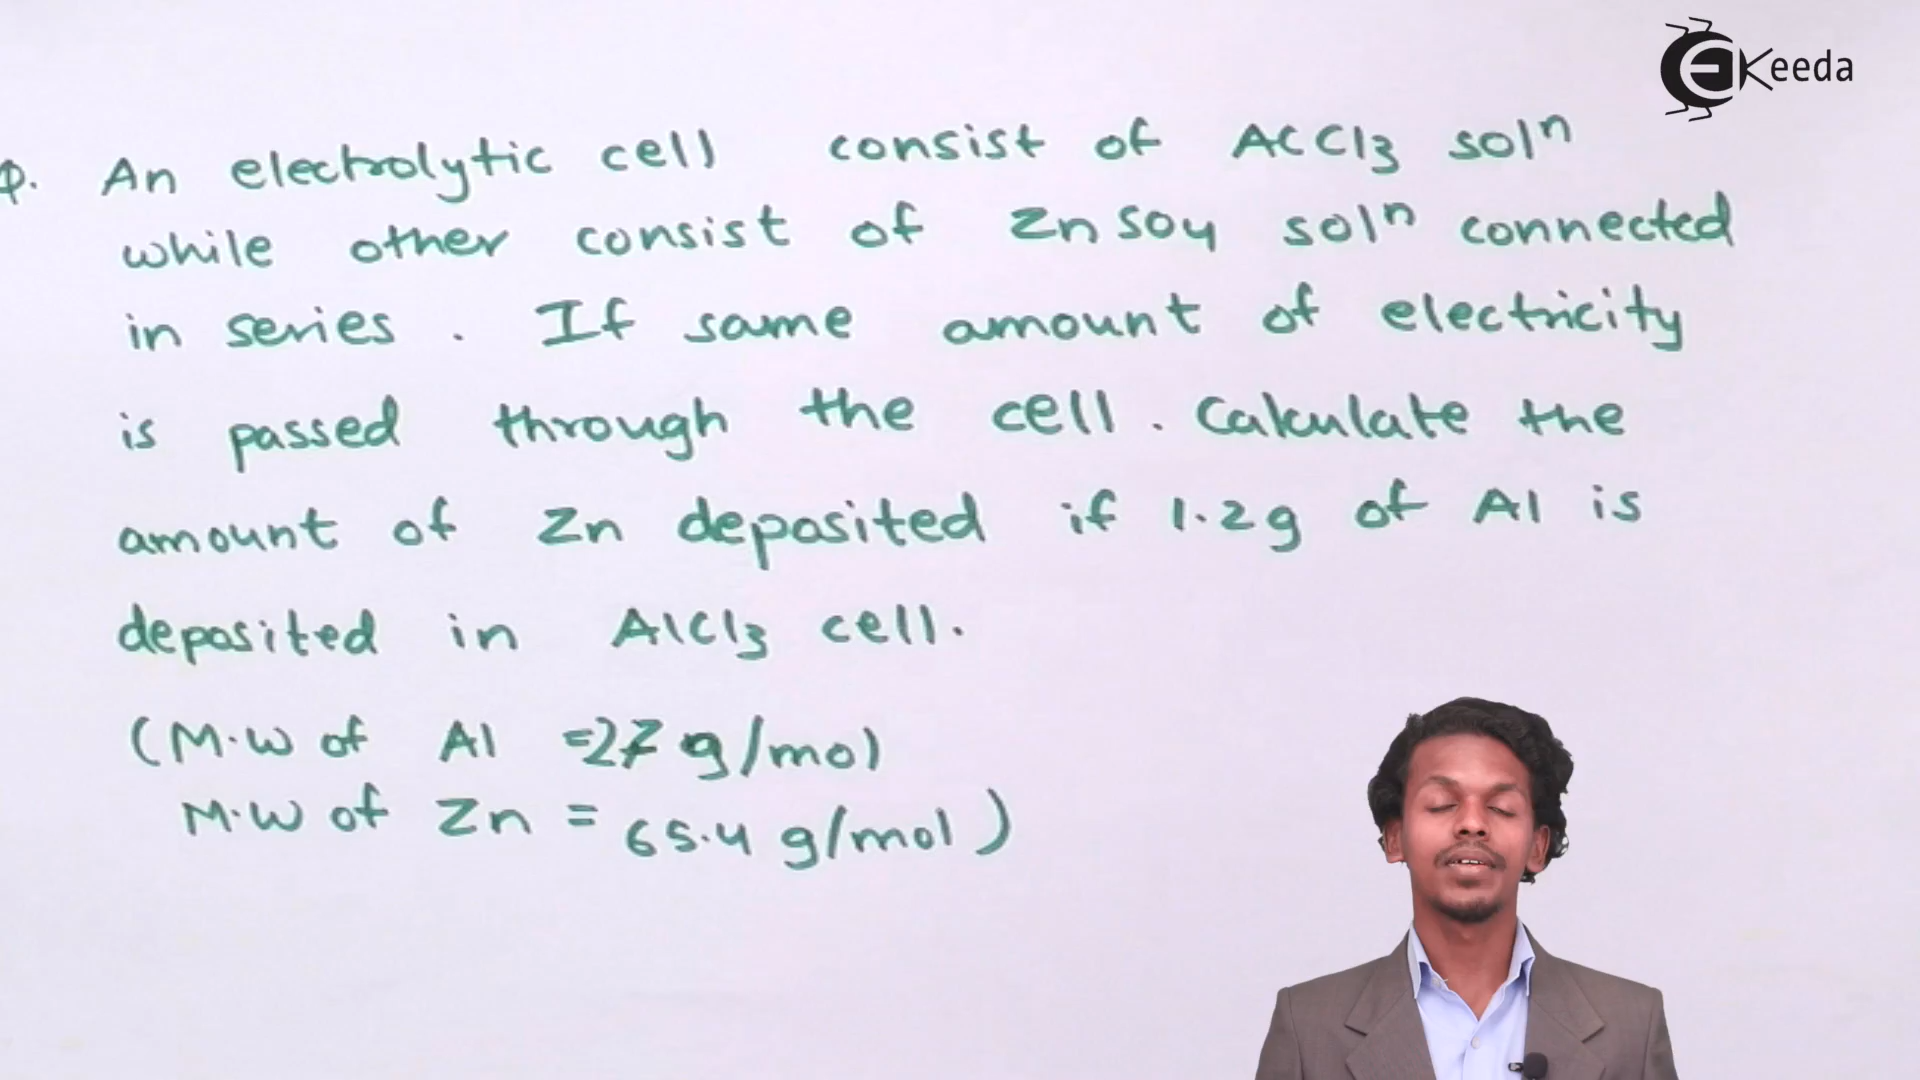 EKeeda
Q. An electrolytic cell consist of AlCl3 solⁿ
while other consist of ZnSO4 solⁿ connected
in series. If same amount of electricity
is passed through the cell. Calculate the
amount of Zn deposited if 1.2g of Al is
deposited in AlCl3 cell.
(M.W of Al = 27 g/mol
M.W of Zn = 65.4 g/mol)